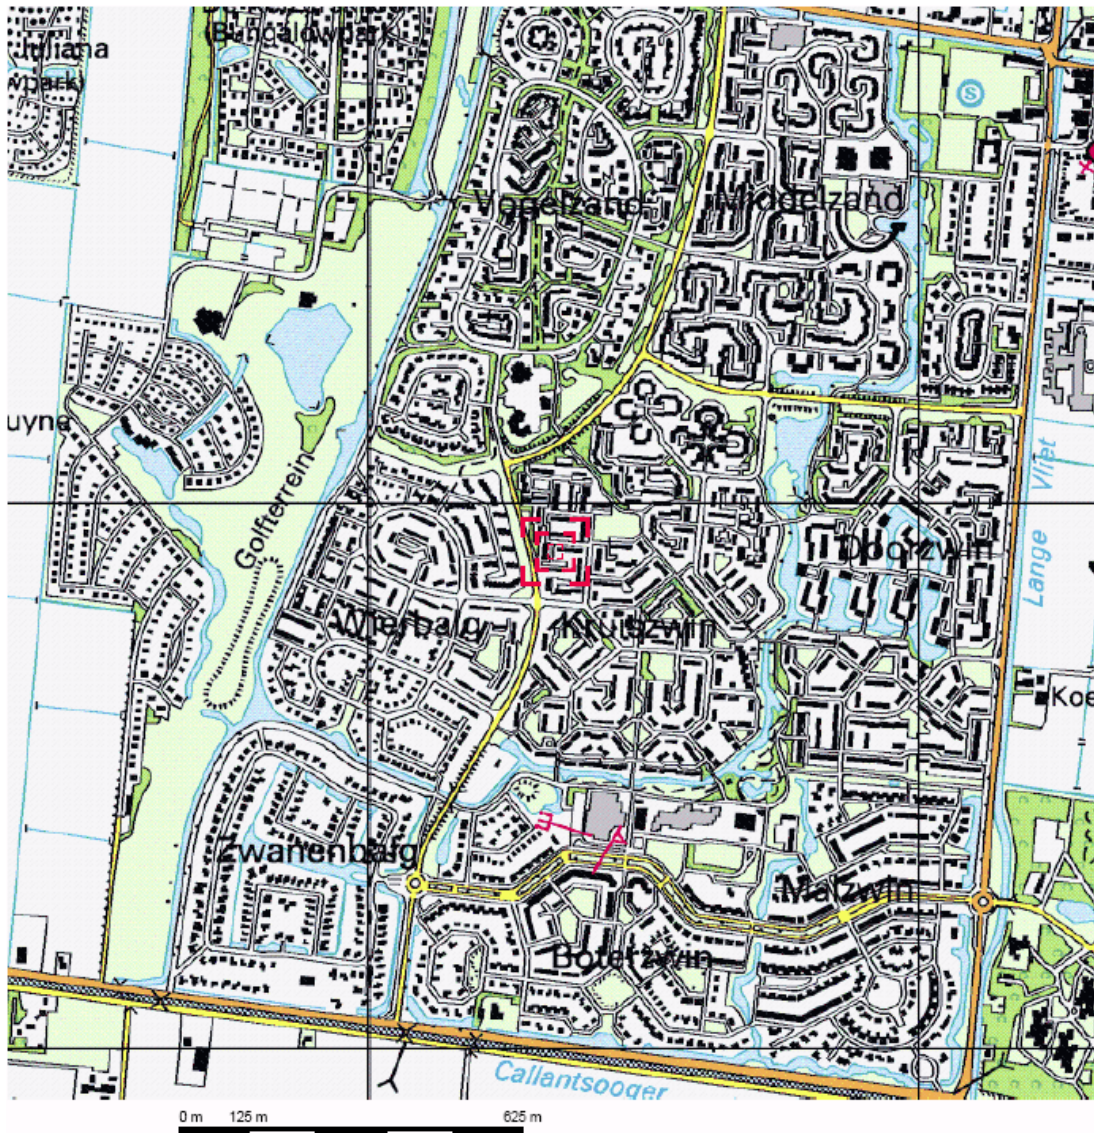 (Bungalowpark
Juliana
wpark)
S
Vogelzand
Middelzand
uyne
Golfterrein
Lange Vliet
Doorzwin
Wierbalg
Kruiszwin
Koe
Zwanenbalg
Malzwin
Boterzwin
Callantsooger
0 m 125 m 625 m